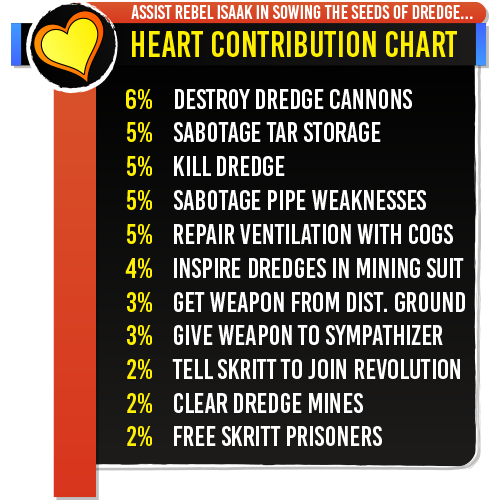 ASSIST REBEL ISAAK IN SOWING THE SEEDS OF DREDGE...
HEART CONTRIBUTION CHART
6% DESTROY DREDGE CANNONS
5% SABOTAGE TAR STORAGE
5% KILL DREDGE
5% SABOTAGE PIPE WEAKNESSES
5% REPAIR VENTILATION WITH COGS
4% INSPIRE DREDGES IN MINING SUIT
3% GET WEAPON FROM DIST. GROUND
3% GIVE WEAPON TO SYMPATHIZER
2% TELL SKRITT TO JOIN REVOLUTION
2% CLEAR DREDGE MINES
2% FREE SKRITT PRISONERS